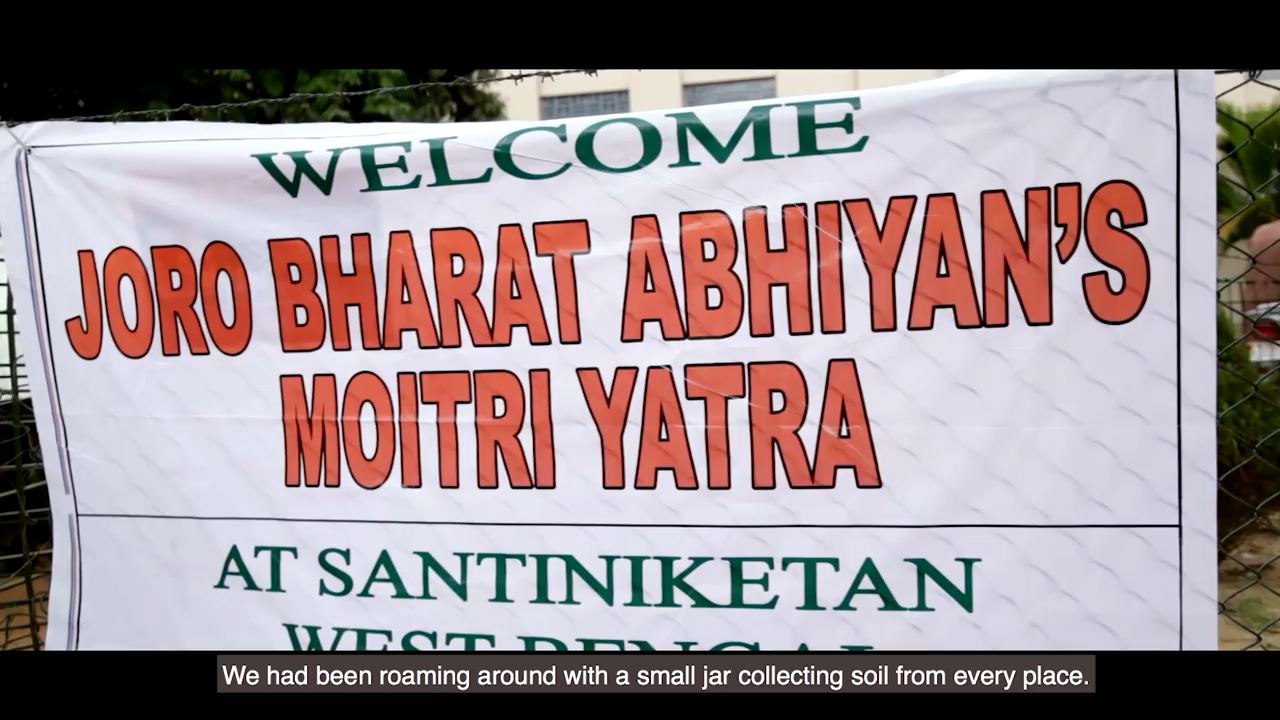 WELCOME
JORO BHARAT ABHIYAN'S
MOITRI YATRA
AT SANTINIKETAN
WEST BENGAL
We had been roaming around with a small jar collecting soil from every place.